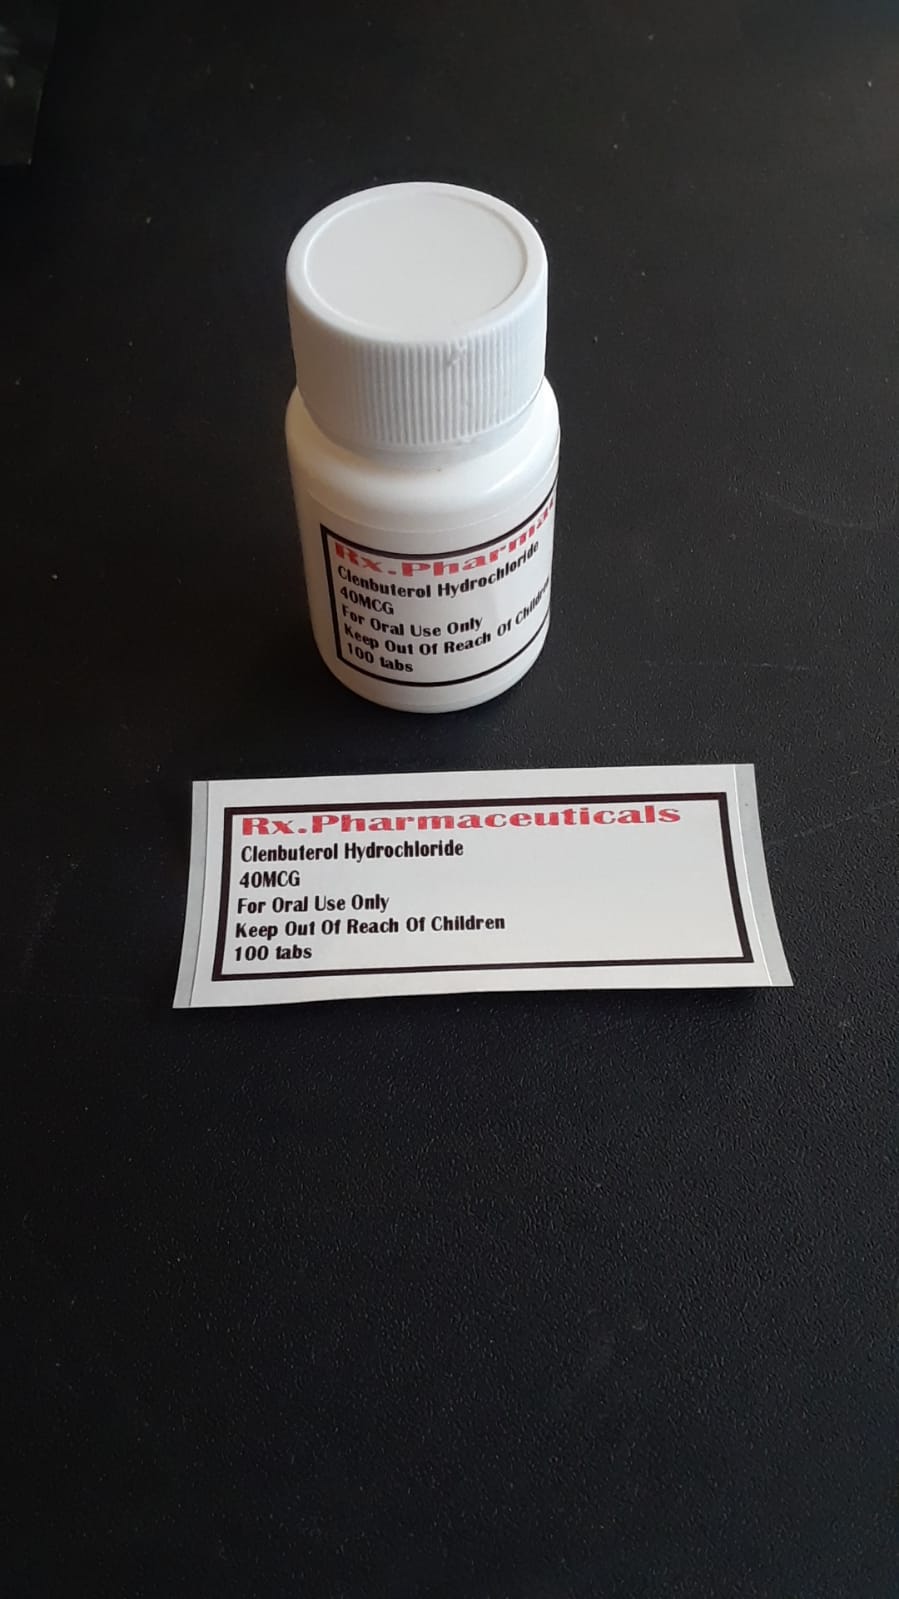 Rx.Pharmac
Clenbuterol Hydrochloride
40MCG
For Oral Use Only
Keep Out Of Reach Of Children
100 tabs
Rx.Pharmaceuticals
Clenbuterol Hydrochloride
40MCG
For Oral Use Only
Keep Out Of Reach Of Children
100 tabs